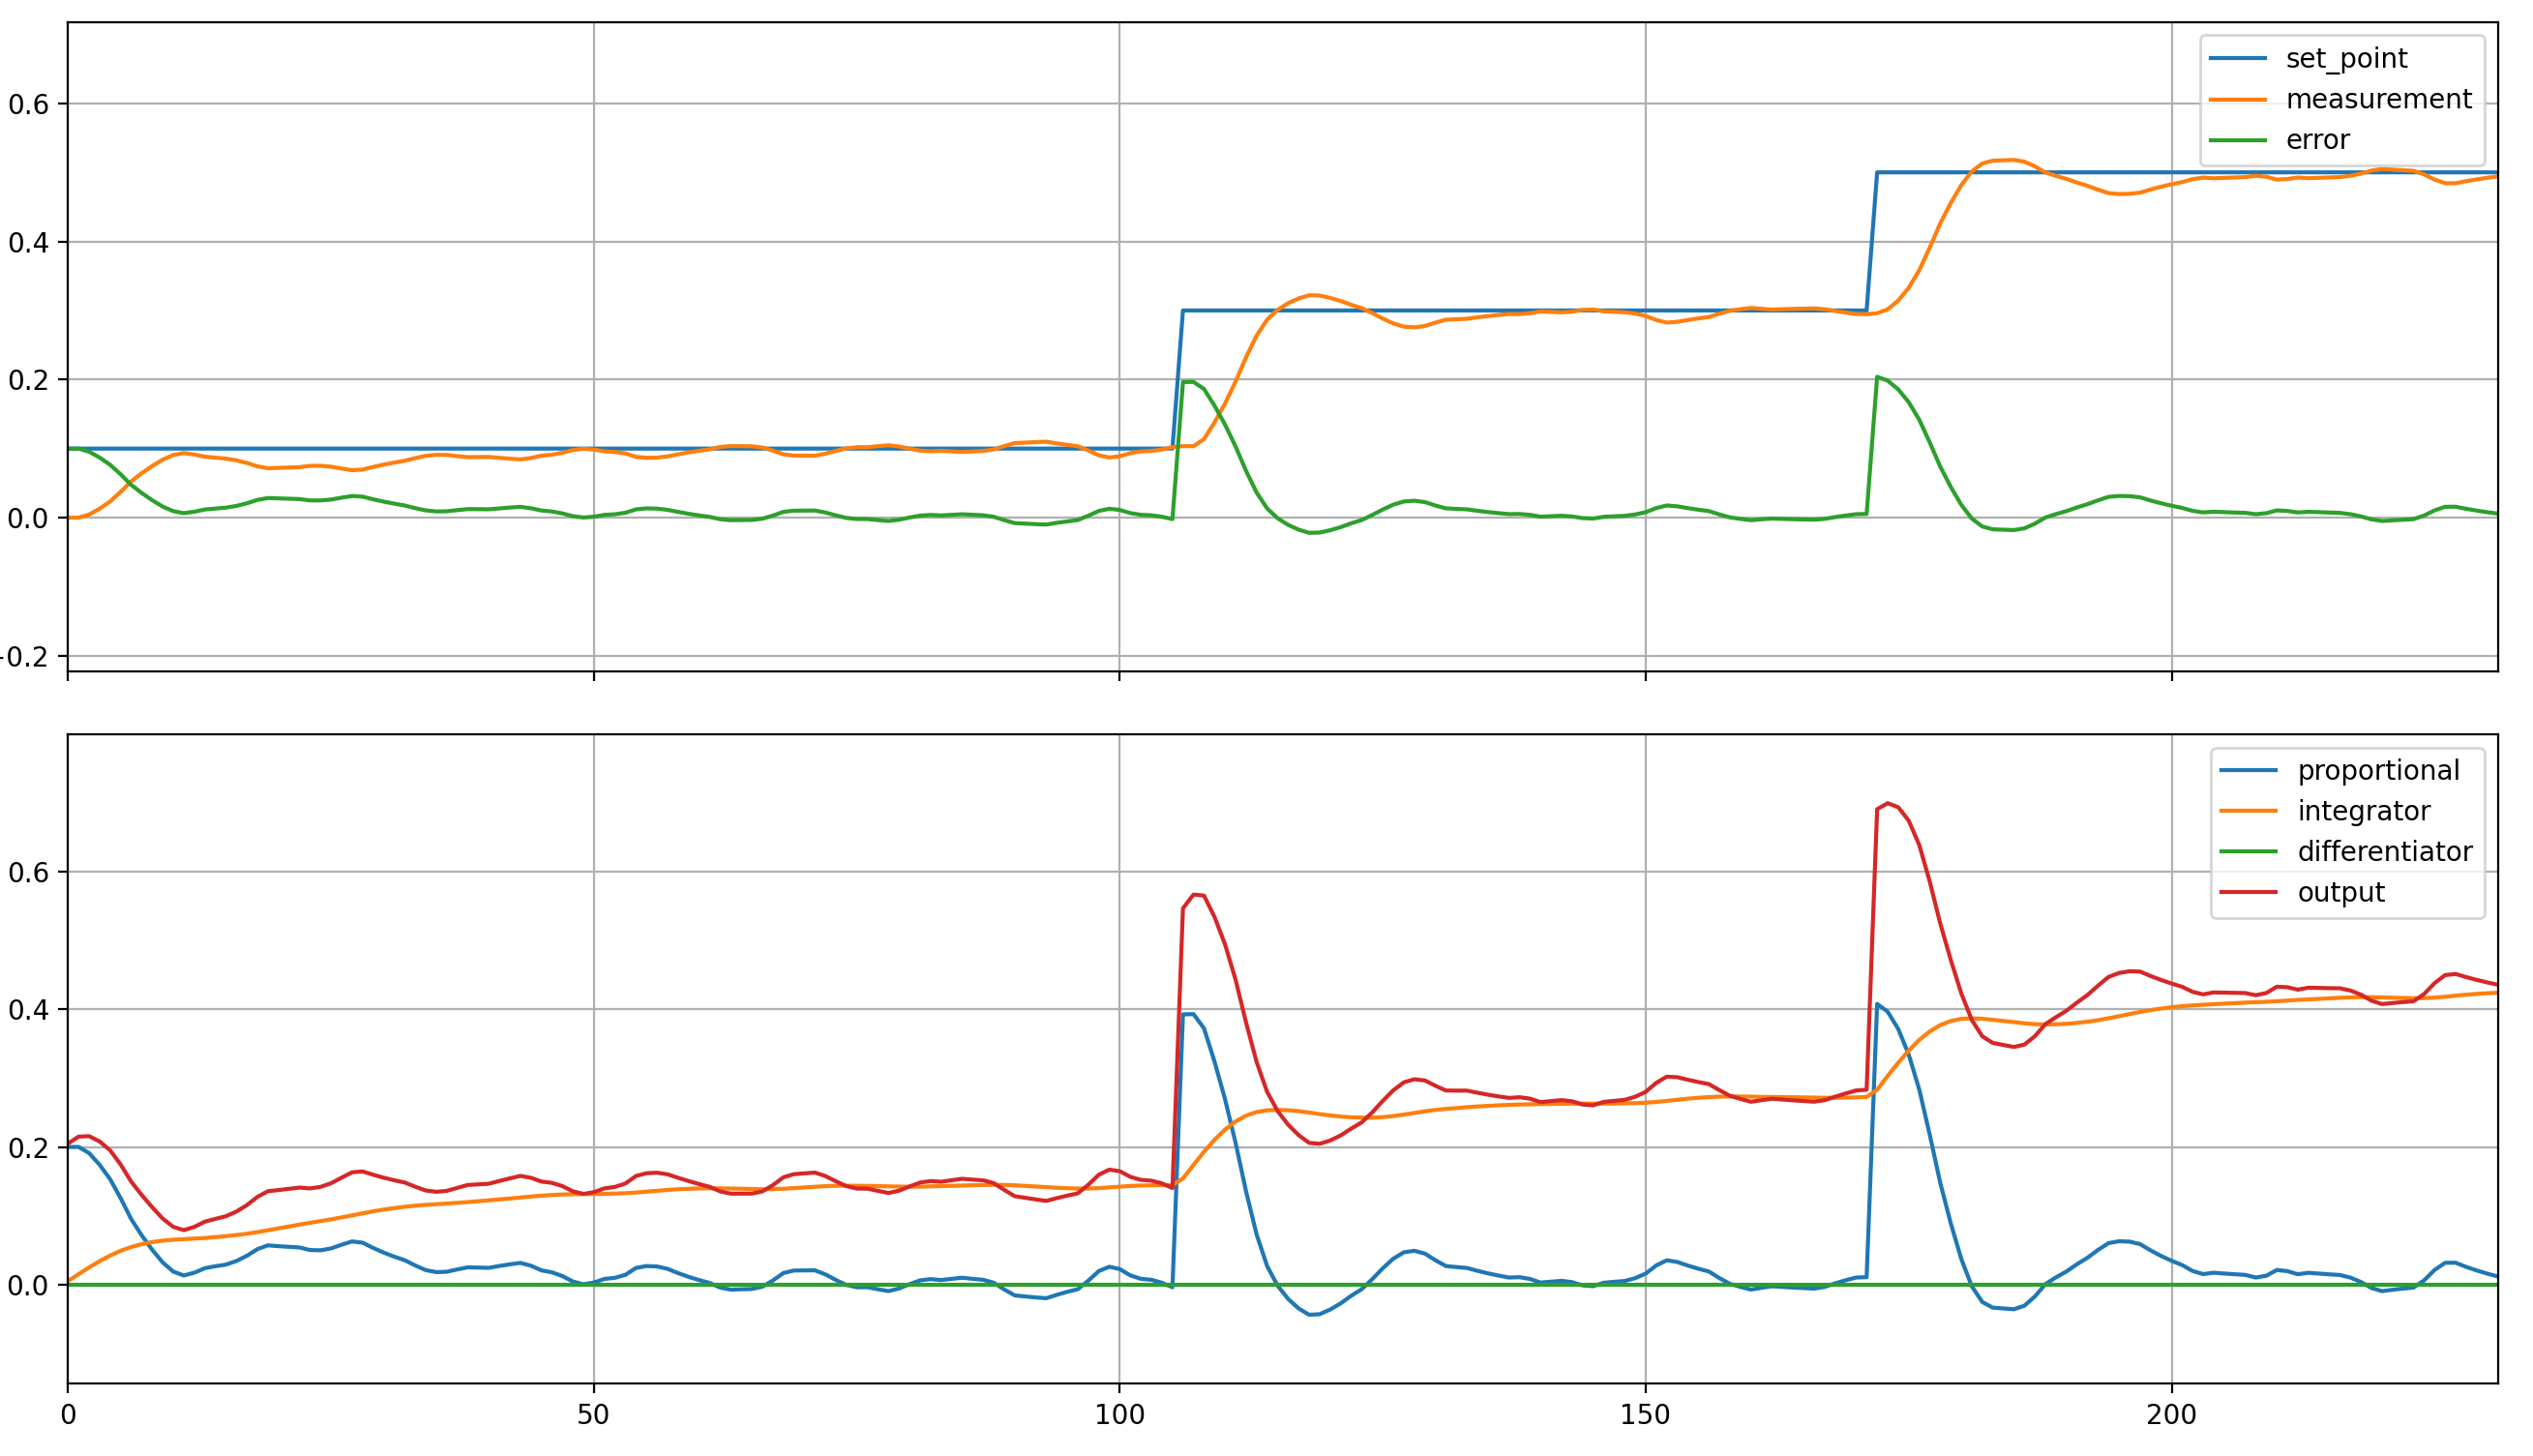 set_point
0.6
measurement
error
0.4
0.2
0.0
-0.2
proportional
integrator
0.6
differentiator
output
0.4
0.2
0.0
0 50 100 150 200